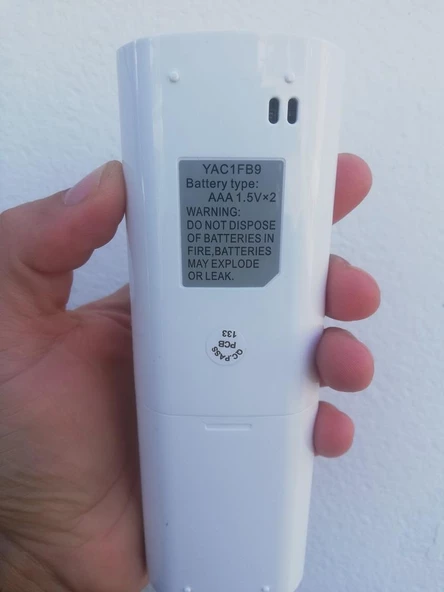 YAC1FB9
Battery type:
AAA 1.5V×2
WARNING:
DO NOT DISPOSE
OF BATTERIES IN
FIRE,BATTERIES
MAY EXPLODE
OR LEAK.
Q.C.PASS
PCB
133